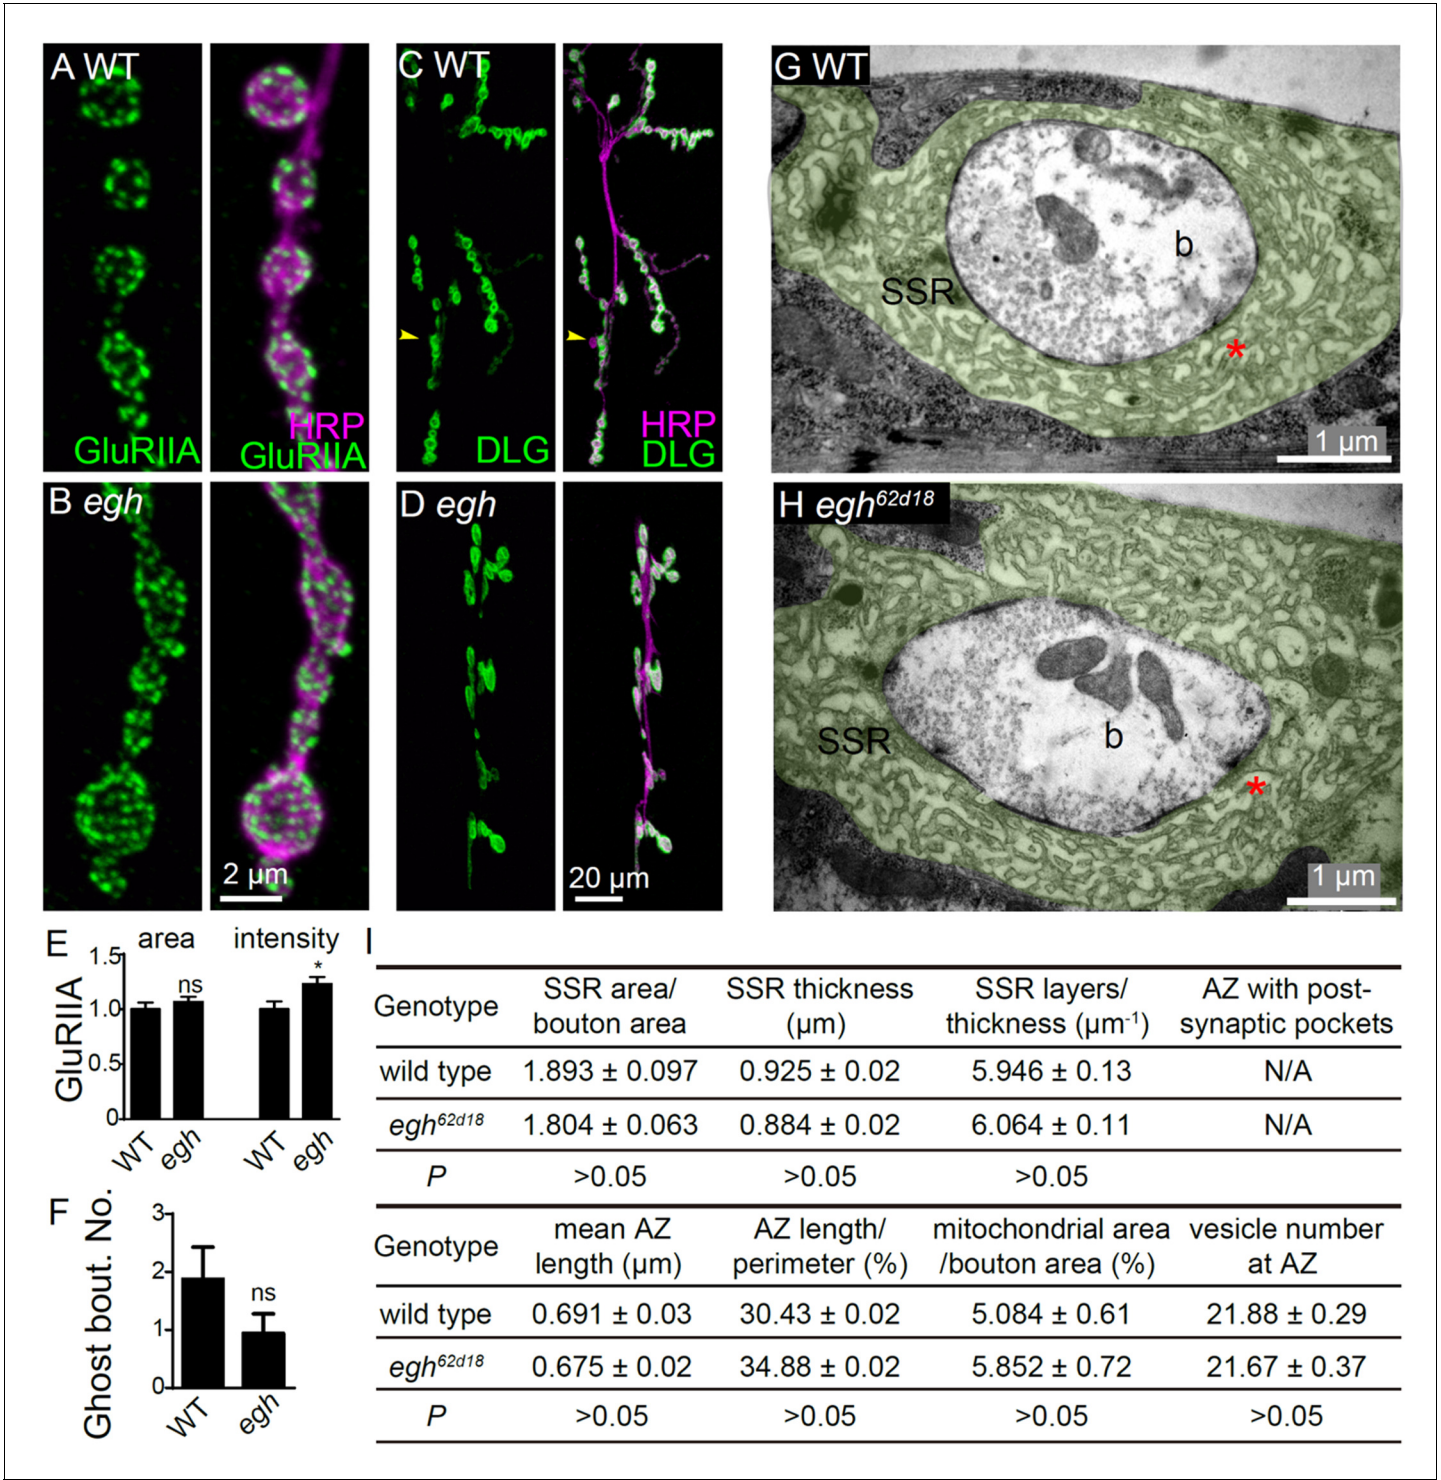 A WT
GluRIIA
HRP
GluRIIA
C WT
DLG
HRP
DLG
G WT
b
SSR
*
1 µm
B egh
2 µm
D egh
20 µm
H egh62d18
b
SSR
*
1 µm
E
area
intensity
GluRIIA
1.5
1.0
0.5
0
ns
*
WT
egh
WT
egh
F
Ghost bout. No.
3
2
1
0
ns
WT
egh
I
Genotype
SSR area/
bouton area
SSR thickness
(µm)
SSR layers/
thickness (µm-1)
AZ with post-
synaptic pockets
wild type 1.893 ± 0.097 0.925 ± 0.02 5.946 ± 0.13 N/A
egh62d18 1.804 ± 0.063 0.884 ± 0.02 6.064 ± 0.11 N/A
P >0.05 >0.05 >0.05
Genotype
mean AZ
length (µm)
AZ length/
perimeter (%)
mitochondrial area
/bouton area (%)
vesicle number
at AZ
wild type 0.691 ± 0.03 30.43 ± 0.02 5.084 ± 0.61 21.88 ± 0.29
egh62d18 0.675 ± 0.02 34.88 ± 0.02 5.852 ± 0.72 21.67 ± 0.37
P >0.05 >0.05 >0.05 >0.05